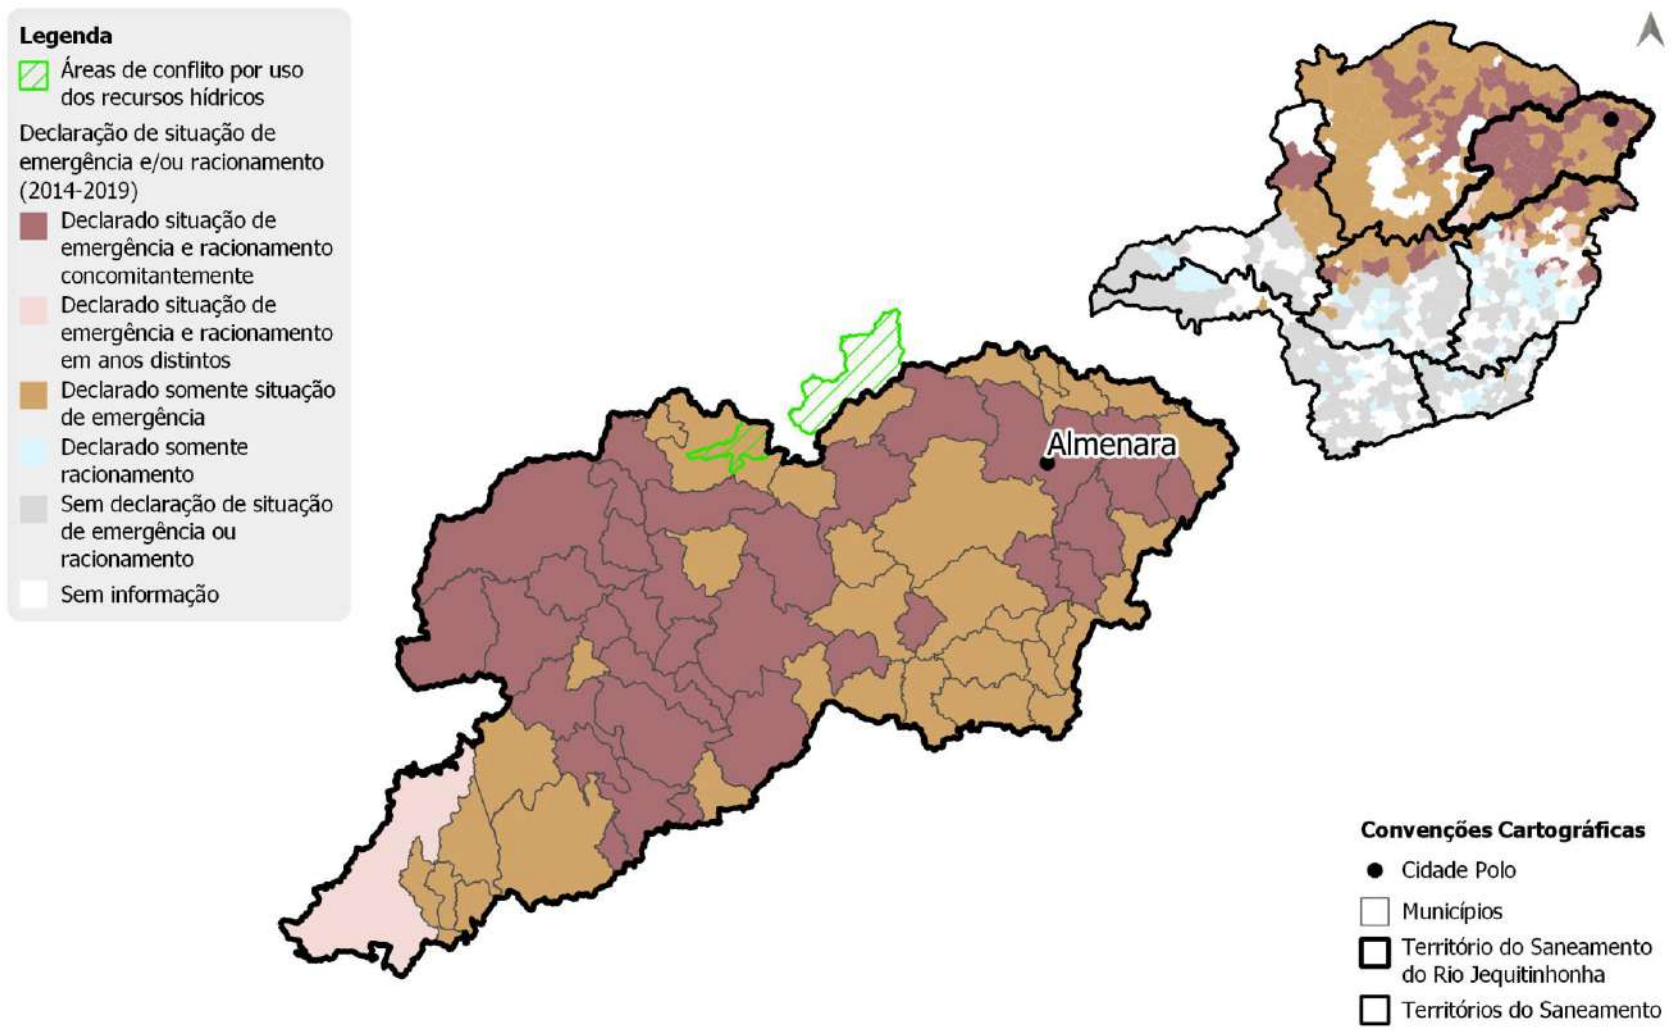 Legenda
Áreas de conflito por uso
dos recursos hídricos
Declaração de situação de
emergência e/ou racionamento
(2014-2019)
Declarado situação de
emergência e racionamento
concomitantemente
Declarado situação de
emergência e racionamento
em anos distintos
Declarado somente situação
de emergência
Declarado somente
racionamento
Sem declaração de situação
de emergência ou
racionamento
Sem informação
Almenara
Convenções Cartográficas
Cidade Polo
Municípios
Território do Saneamento
do Rio Jequitinhonha
Territórios do Saneamento